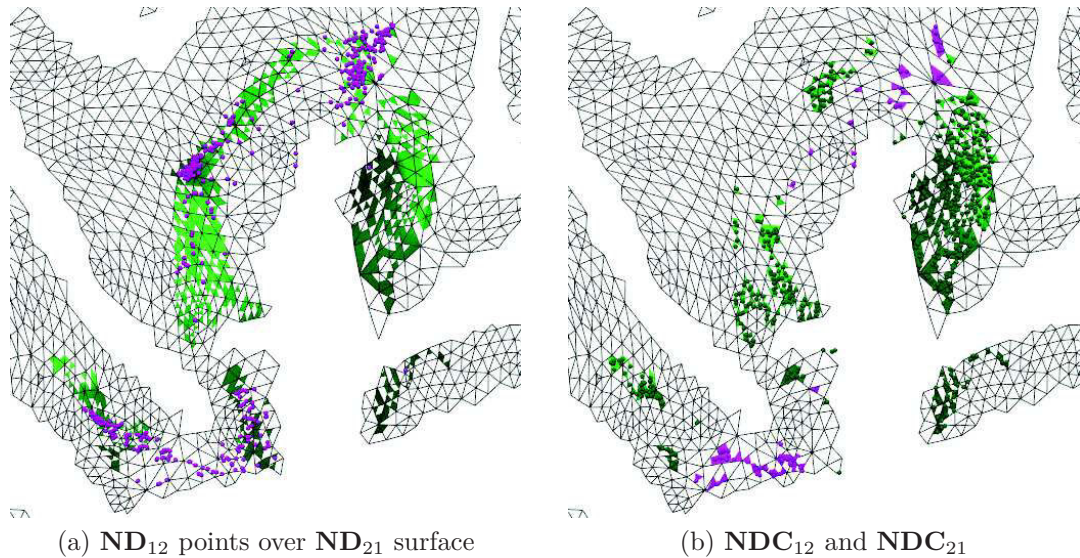 (a) ND₁₂ points over ND₂₁ surface
(b) NDC₁₂ and NDC₂₁